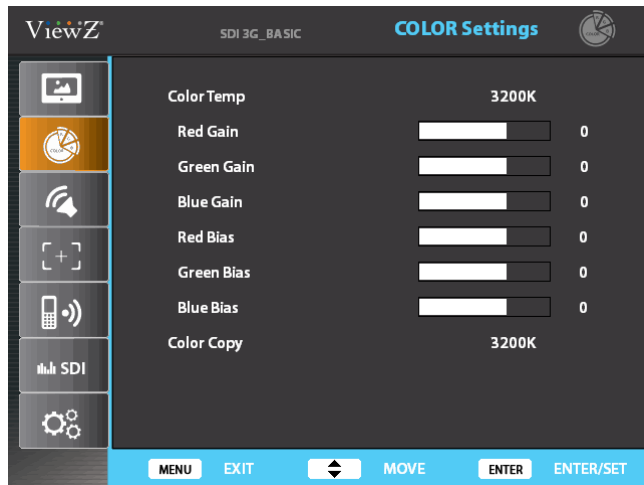 ViewZ SDI 3G_BASIC COLOR Settings
Color Temp 3200K
Red Gain 0
Green Gain 0
Blue Gain 0
Red Bias 0
Green Bias 0
Blue Bias 0
Color Copy 3200K
COLOR
SDI
MENU EXIT MOVE ENTER ENTER/SET